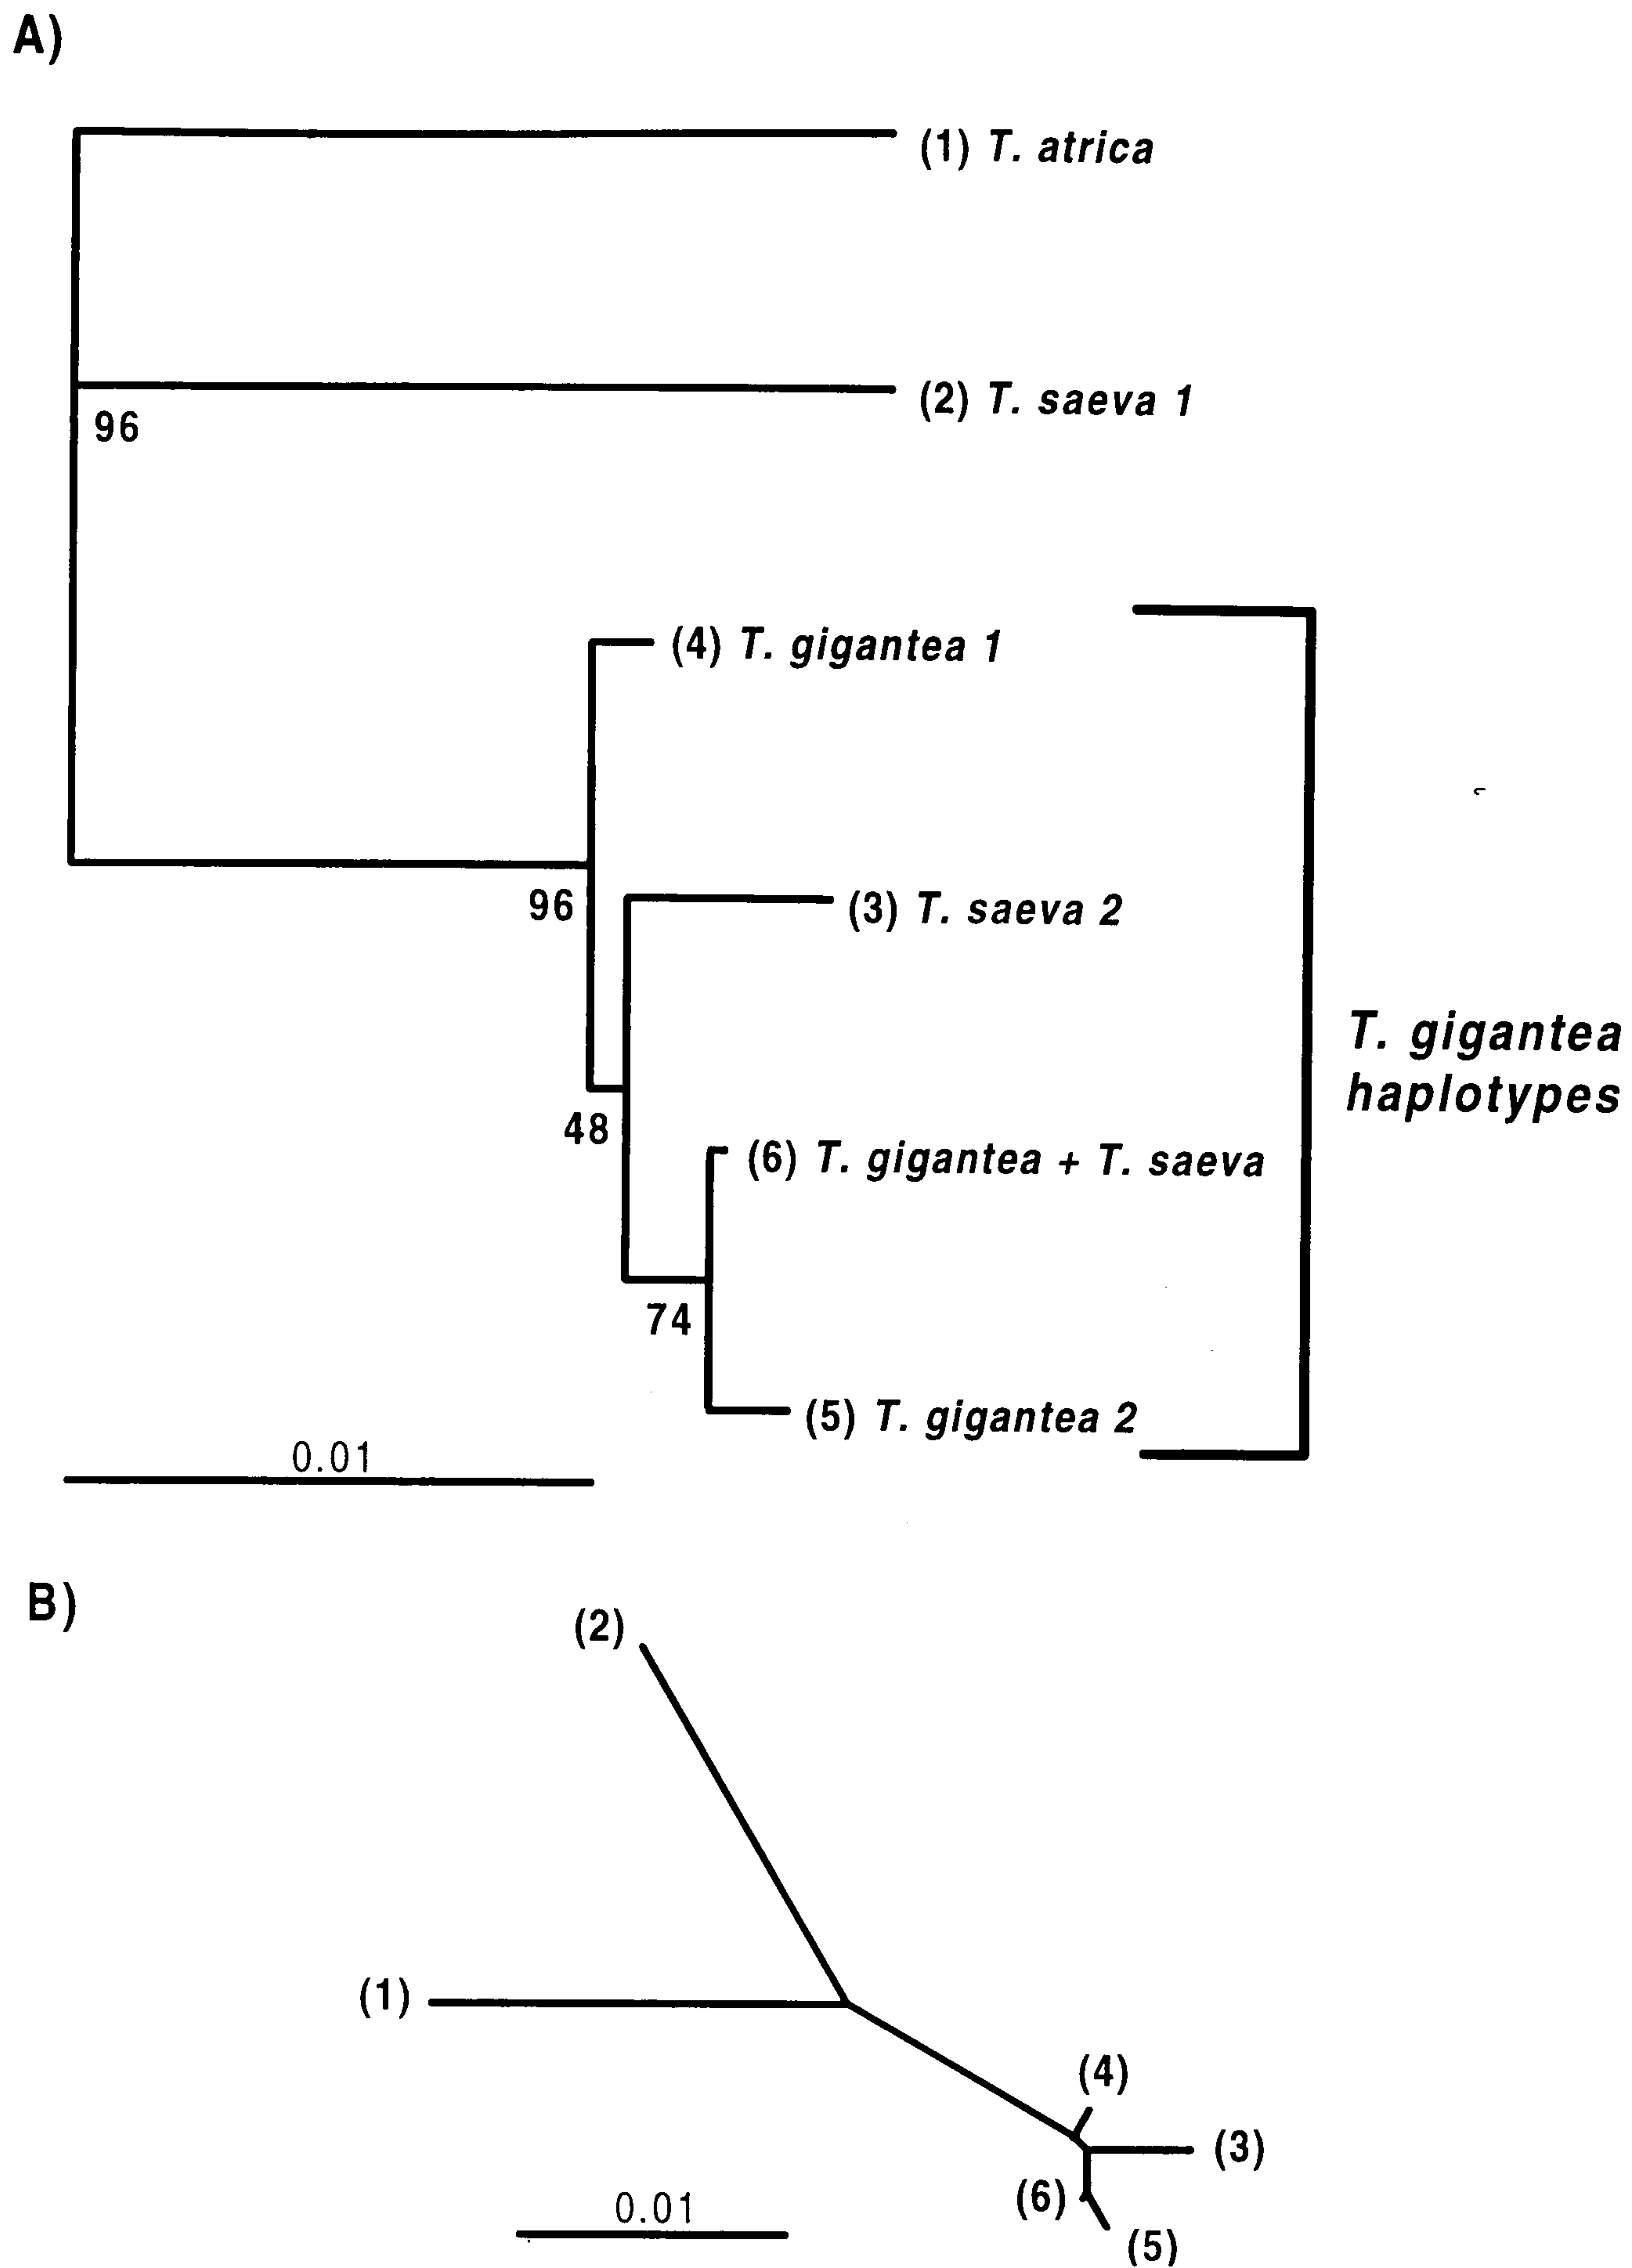 A)
(1) T. atrica
(2) T. saeva 1
96
(4) T. gigantea 1
96
(3) T. saeva 2
T. gigantea
haplotypes
48
(6) T. gigantea + T. saeva
74
(5) T. gigantea 2
0.01
B)
(2)
(1)
(4)
(3)
(6)
0.01
(5)